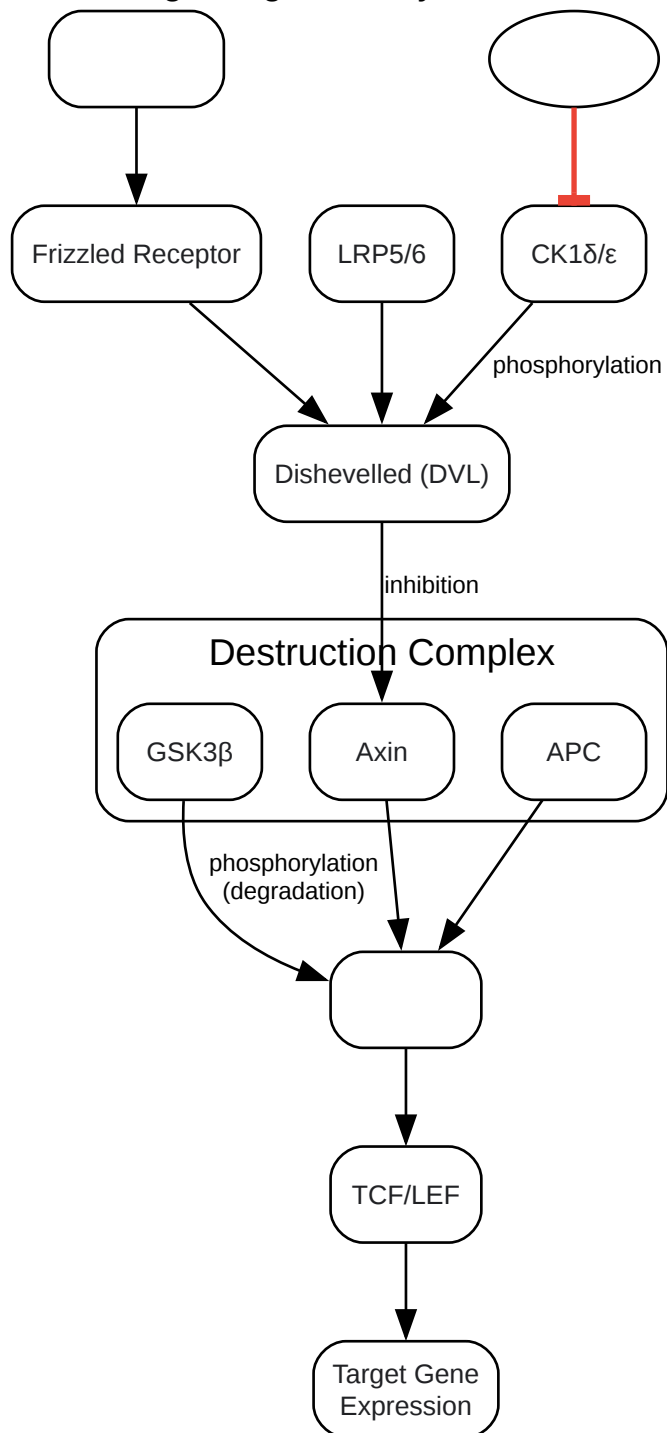 Frizzled Receptor
LRP5/6
CK1δ/ε
phosphorylation
Dishevelled (DVL)
inhibition
Destruction Complex
GSK3β
Axin
APC
phosphorylation
(degradation)
TCF/LEF
Target Gene
Expression